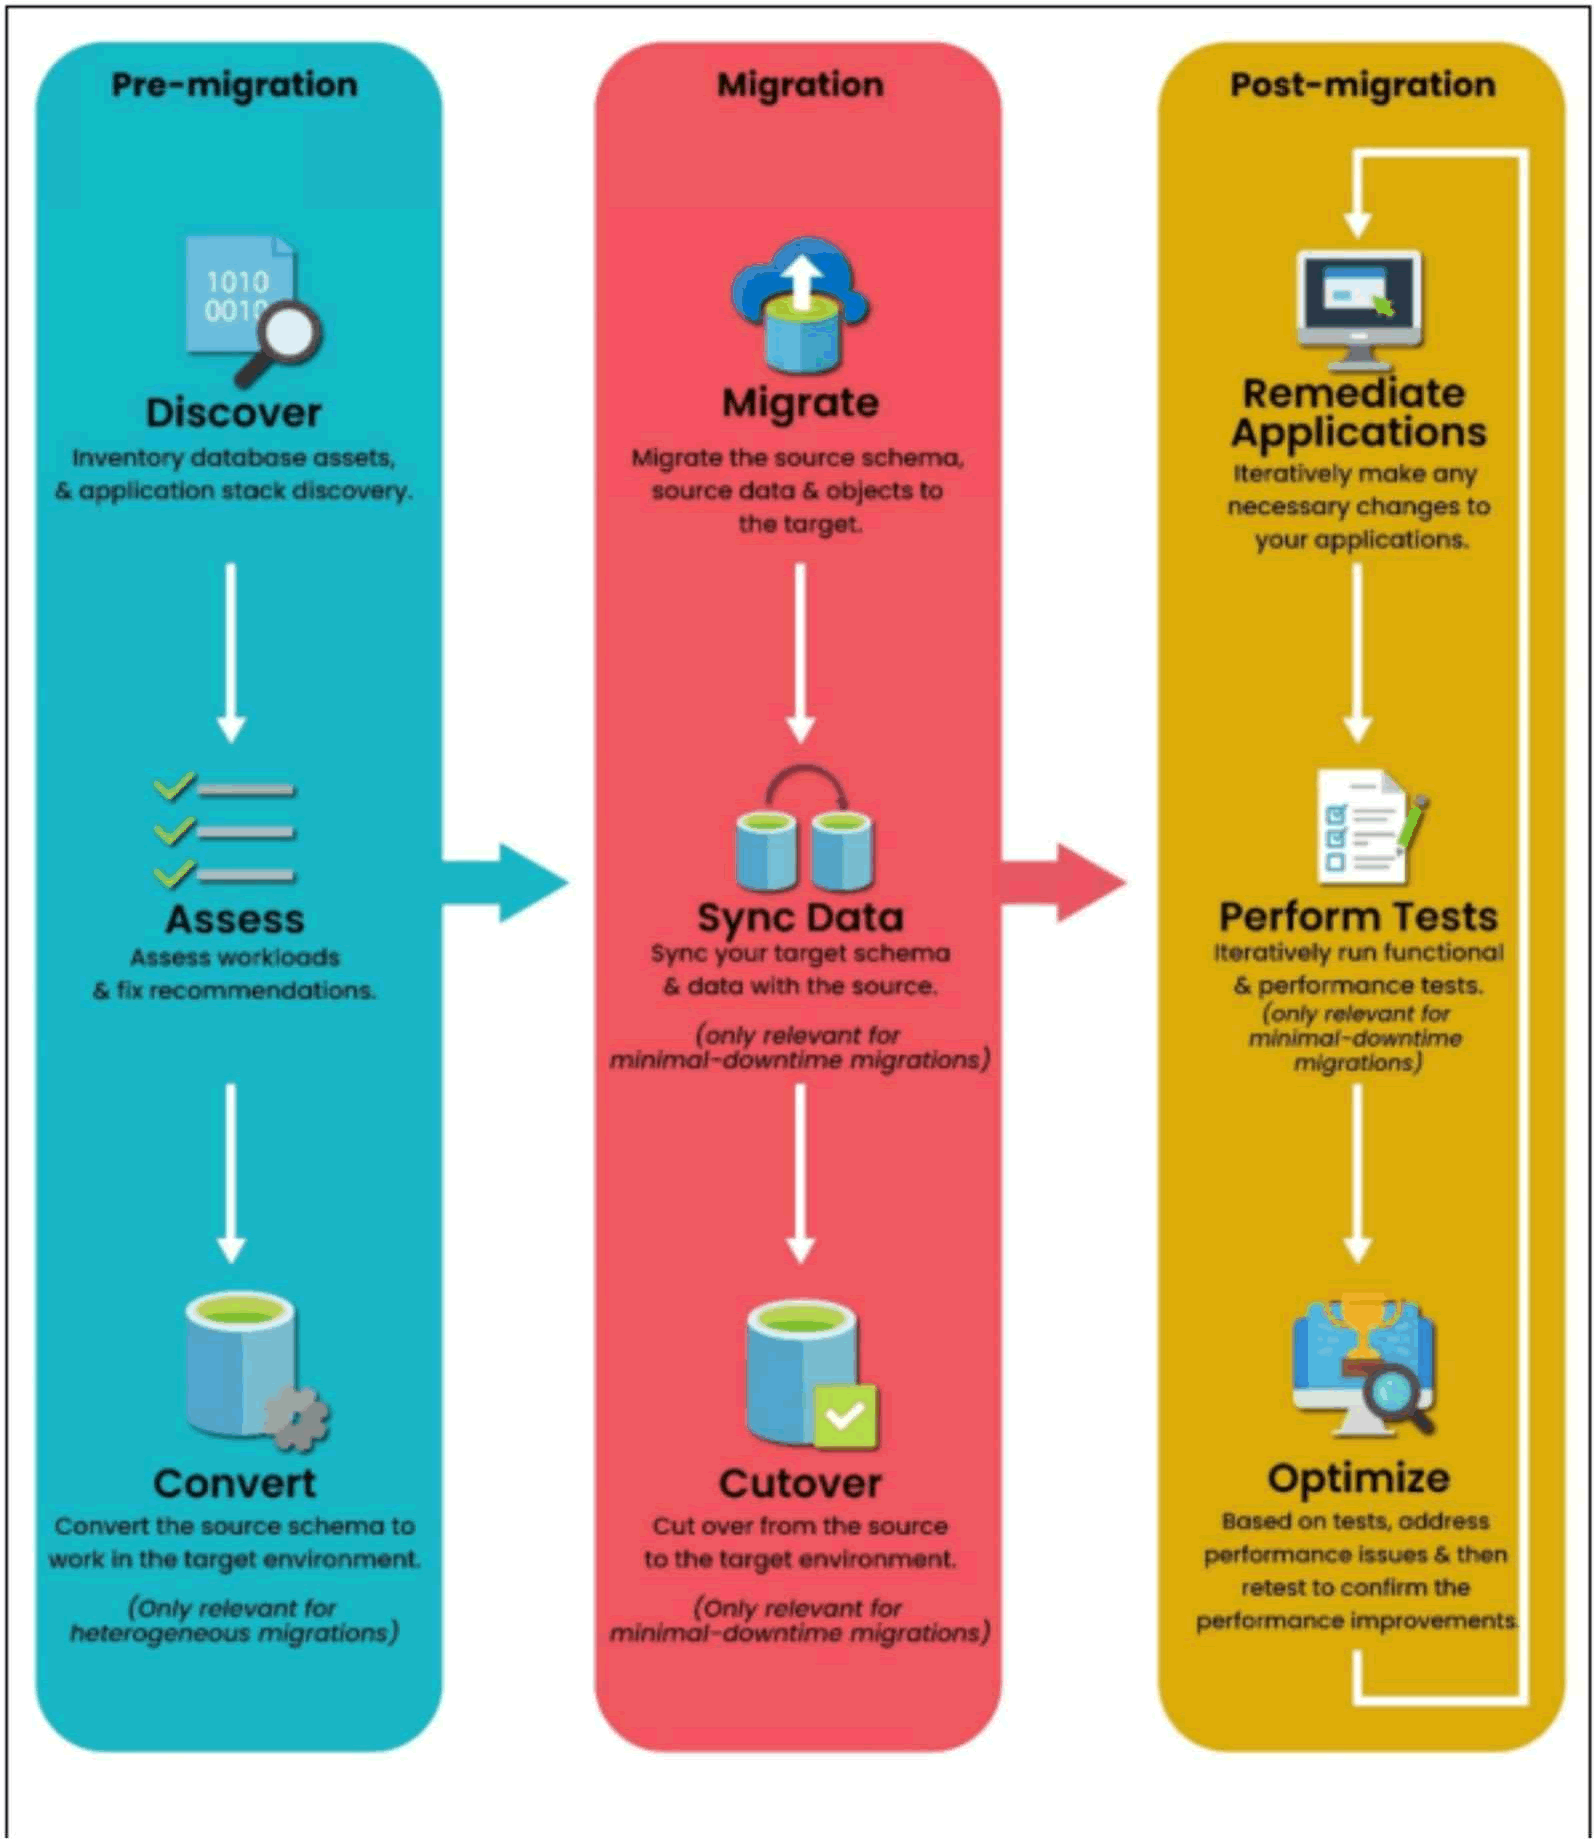 Pre-migration
1010
0010
Discover
Inventory database assets,
& application stack discovery.
Assess
Assess workloads
& fix recommendations.
Convert
Convert the source schema to
work in the target environment.
(Only relevant for
heterogeneous migrations)
Migration
Migrate
Migrate the source schema,
source data & objects to
the target.
Sync Data
Sync your target schema
& data with the source.
(only relevant for
minimal-downtime migrations)
Cutover
Cut over from the source
to the target environment.
(Only relevant for
minimal-downtime migrations)
Post-migration
Remediate
Applications
Iteratively make any
necessary changes to
your applications.
Perform Tests
Iteratively run functional
& performance tests.
(only relevant for
minimal-downtime
migrations)
Optimize
Based on tests, address
performance issues & then
retest to confirm the
performance improvements.